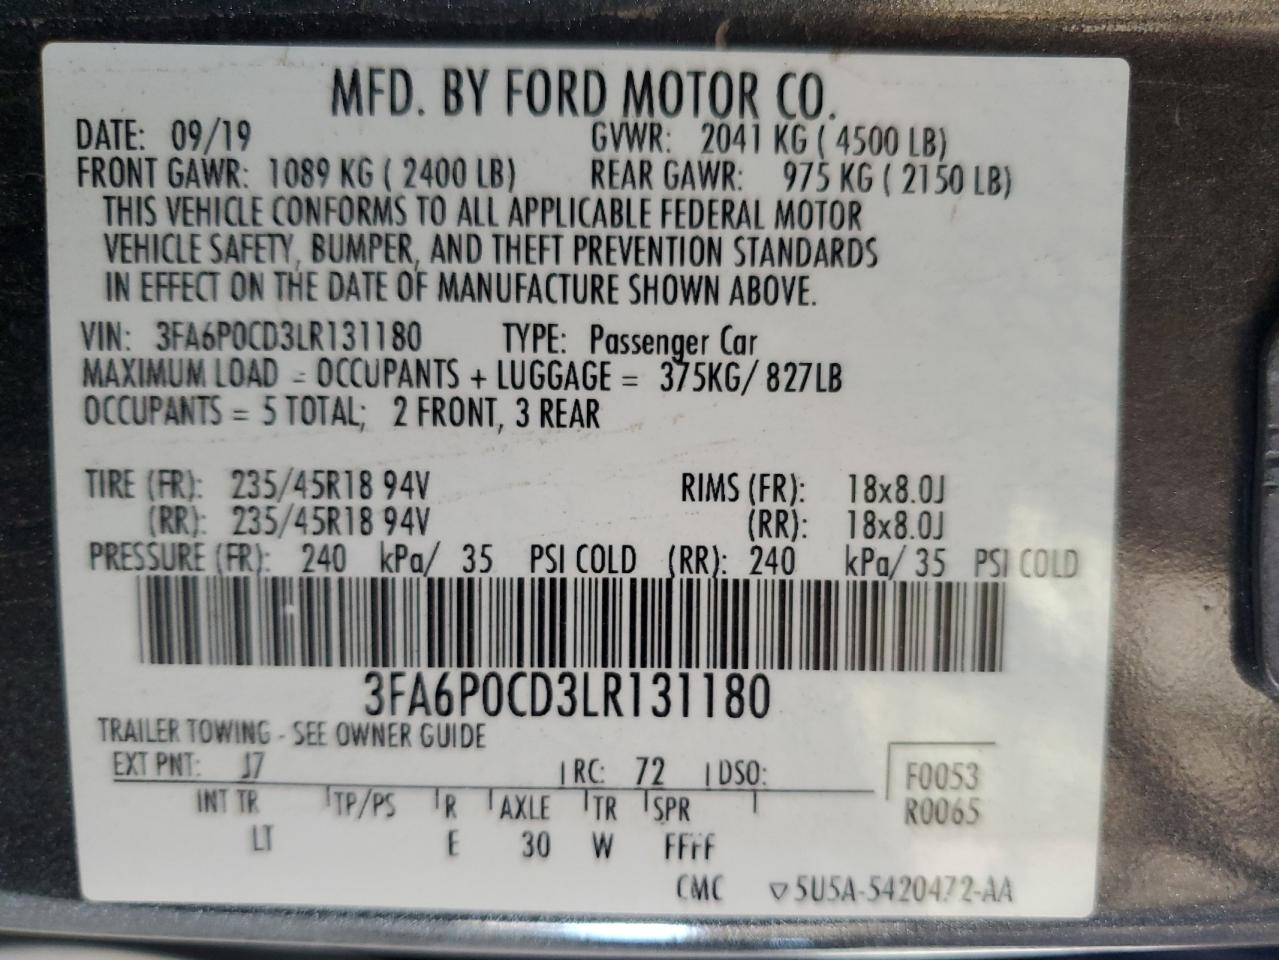 MFD. BY FORD MOTOR CO.
DATE: 09/19 GVWR: 2041 KG ( 4500 LB)
FRONT GAWR: 1089 KG ( 2400 LB) REAR GAWR: 975 KG ( 2150 LB)
THIS VEHICLE CONFORMS TO ALL APPLICABLE FEDERAL MOTOR
VEHICLE SAFETY, BUMPER, AND THEFT PREVENTION STANDARDS
IN EFFECT ON THE DATE OF MANUFACTURE SHOWN ABOVE.
VIN: 3FA6P0CD3LR131180 TYPE: Passenger Car
MAXIMUM LOAD = OCCUPANTS + LUGGAGE = 375KG/ 827LB
OCCUPANTS = 5 TOTAL; 2 FRONT, 3 REAR
TIRE (FR): 235/45R18 94V RIMS (FR): 18x8.0J
(RR): 235/45R18 94V (RR): 18x8.0J
PRESSURE (FR): 240 kPa/ 35 PSI COLD (RR): 240 kPa/ 35 PSI COLD
3FA6P0CD3LR131180
TRAILER TOWING - SEE OWNER GUIDE
EXT PNT: J7 RC: 72 DSO: F0053
INT TR TP/PS R AXLE TR SPR R0065
LT E 30 W FFFF
CMC ▽5U5A-5420472-AA